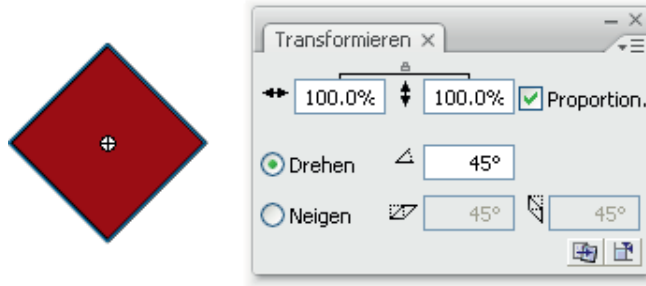 Transformieren
100.0% 100.0% Proportion.
Drehen 45°
Neigen 45° 45°